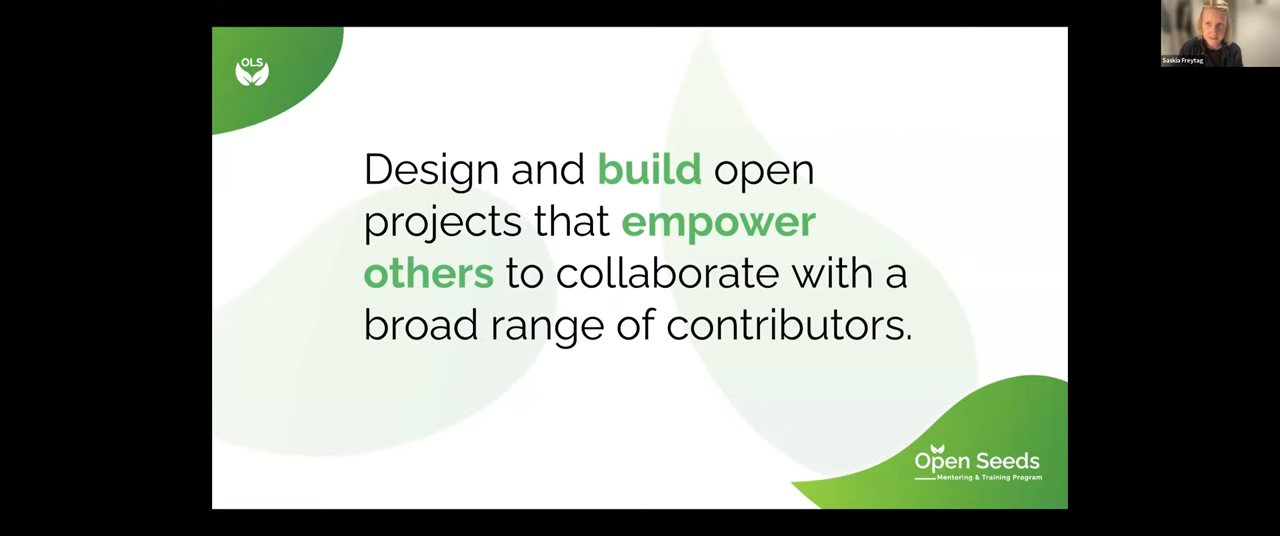 OLS
Saskia Freytag
Design and build open
projects that empower
others to collaborate with a
broad range of contributors.
Open Seeds
Mentoring & Training Program